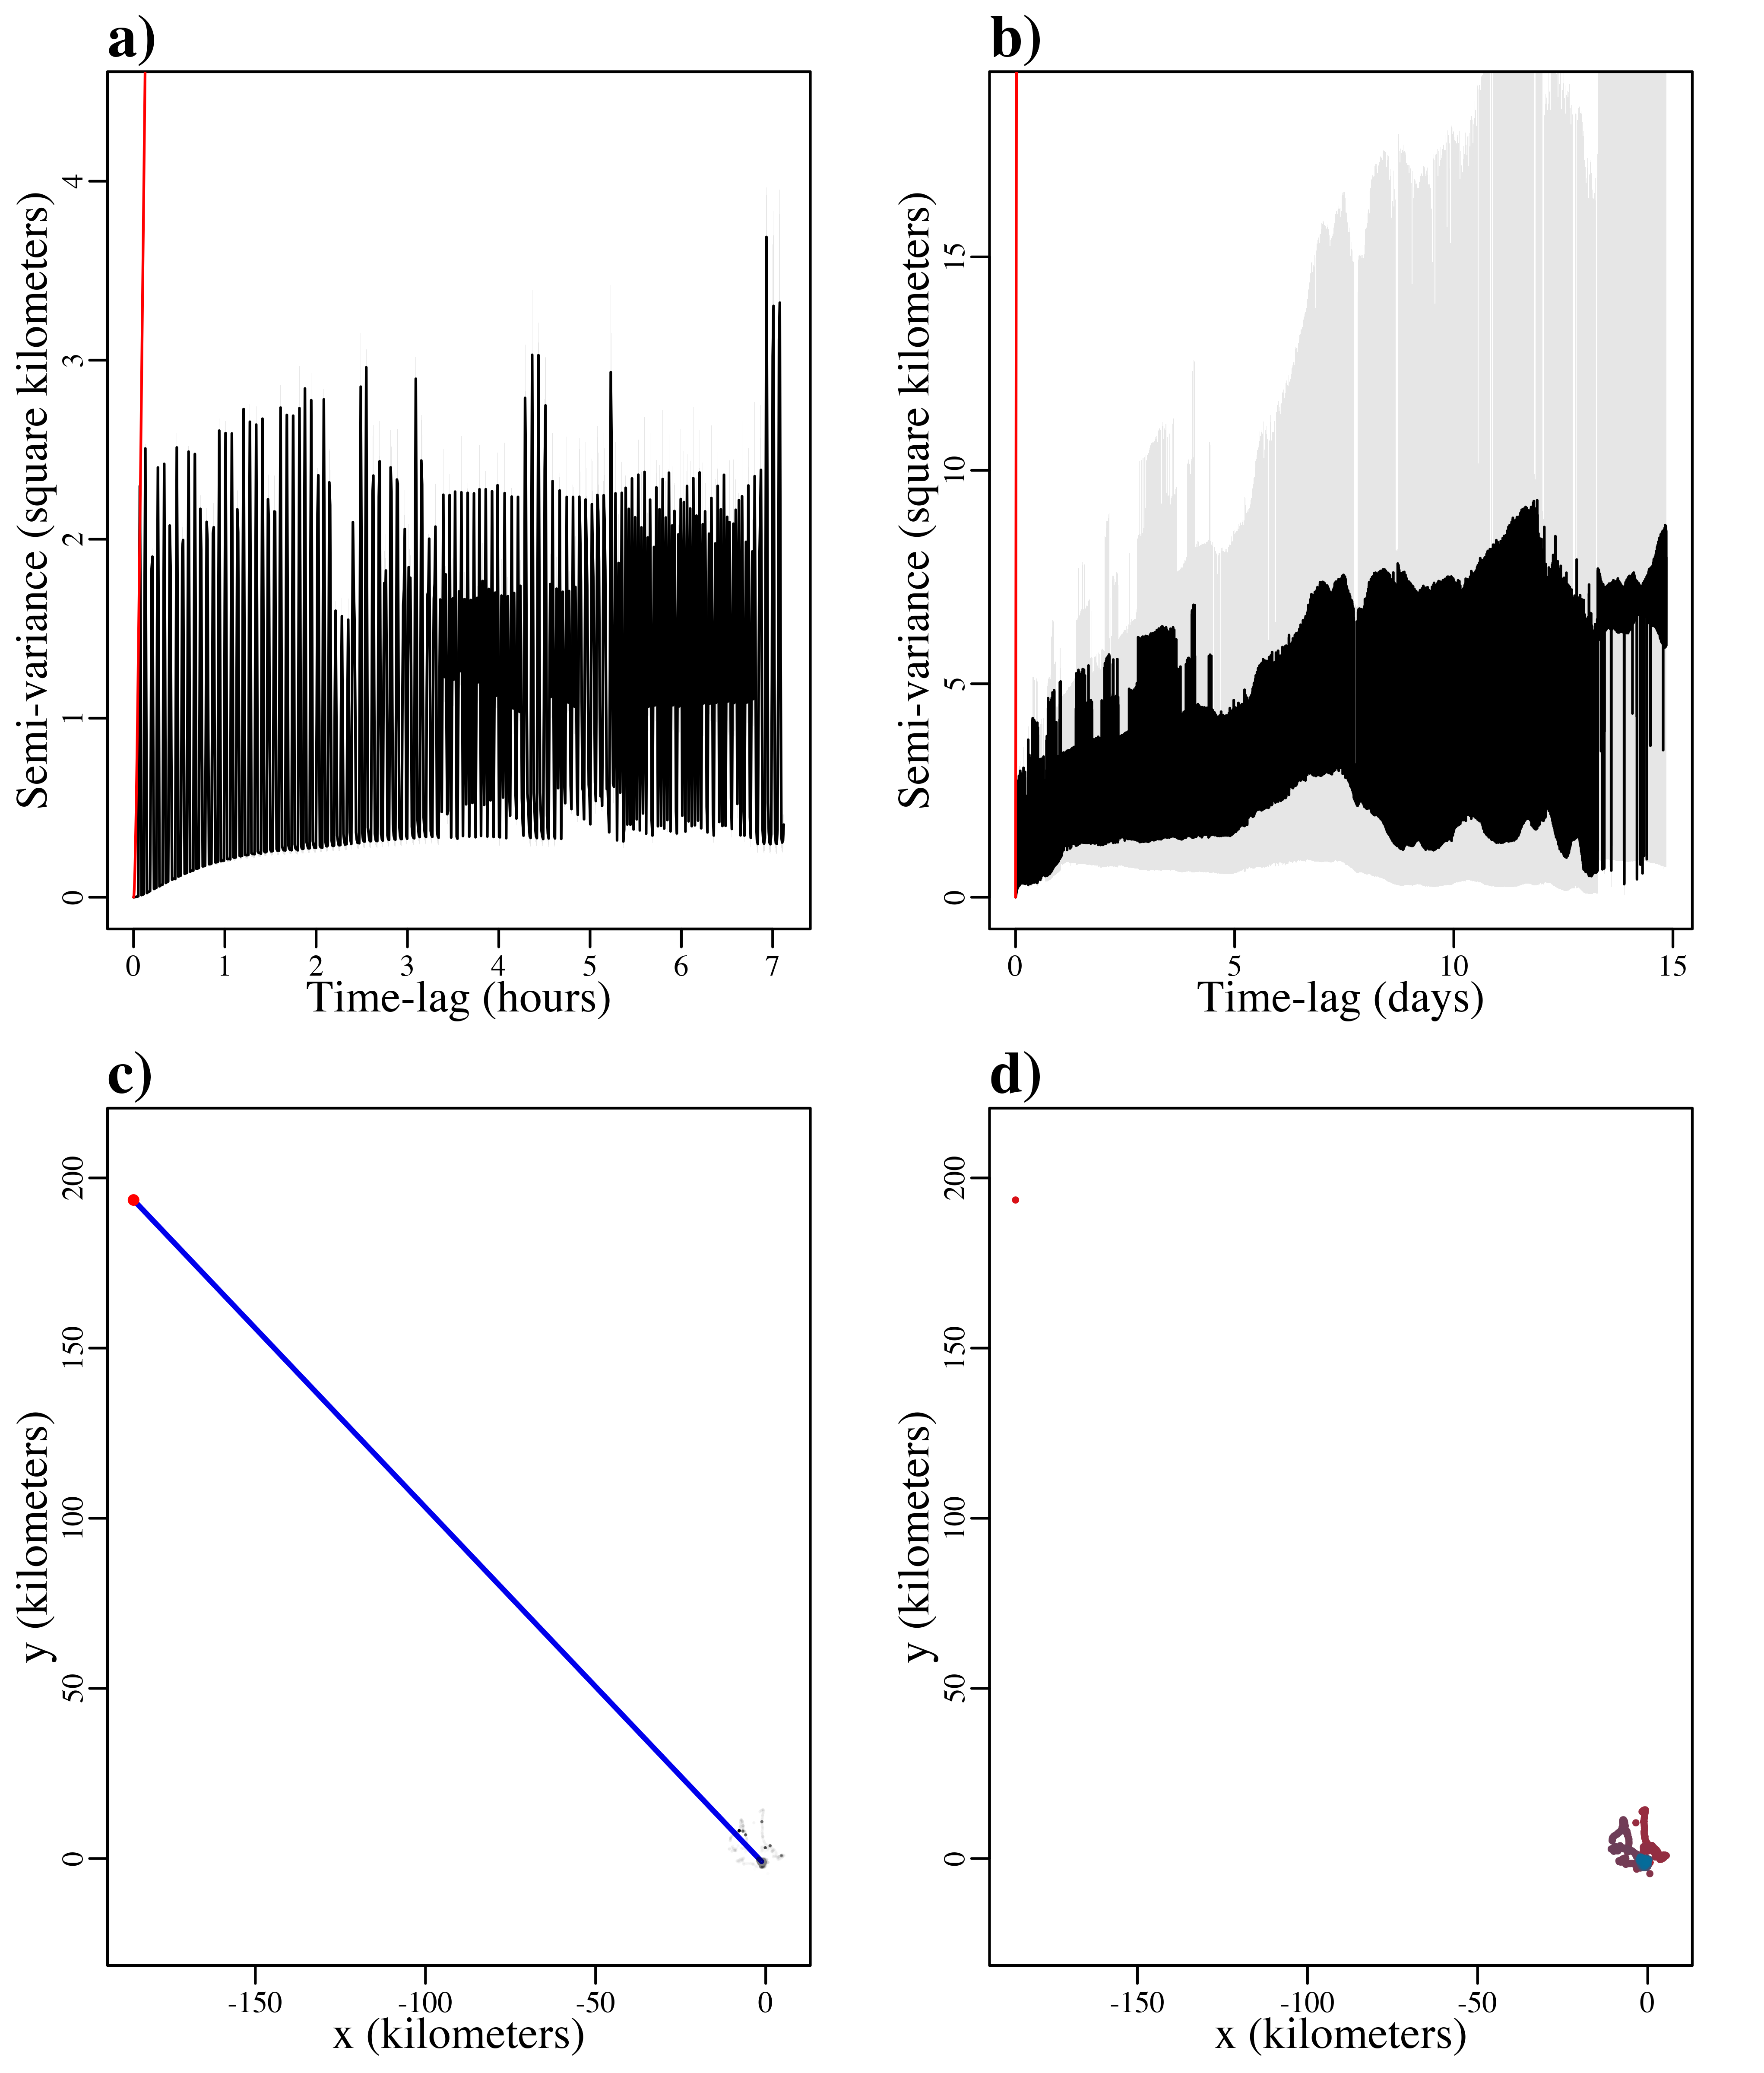 a)
Semi-variance (square kilometers)
4
3
2
1
0
0 1 2 3 4 5 6 7
Time-lag (hours)
b)
Semi-variance (square kilometers)
15
10
5
0
0 5 10 15
Time-lag (days)
c)
y (kilometers)
200
150
100
50
0
-150 -100 -50 0
x (kilometers)
d)
y (kilometers)
200
150
100
50
0
-150 -100 -50 0
x (kilometers)